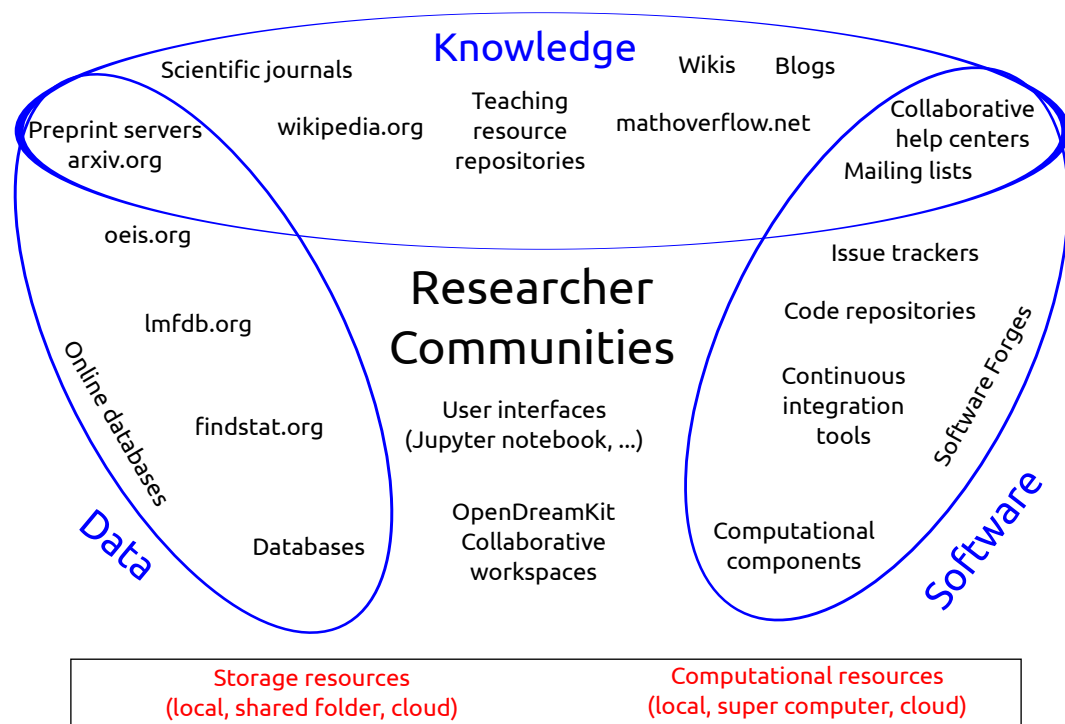 Knowledge
Scientific journals
Wikis
Blogs
Preprint servers
arxiv.org
wikipedia.org
Teaching
resource
repositories
mathoverflow.net
Collaborative
help centers
Mailing lists
oeis.org
lmfdb.org
findstat.org
Online databases
Databases
Data
Researcher
Communities
User interfaces
(Jupyter notebook, ...)
OpenDreamKit
Collaborative
workspaces
Issue trackers
Code repositories
Continuous
integration
tools
Software Forges
Computational
components
Software
Storage resources
(local, shared folder, cloud)
Computational resources
(local, super computer, cloud)